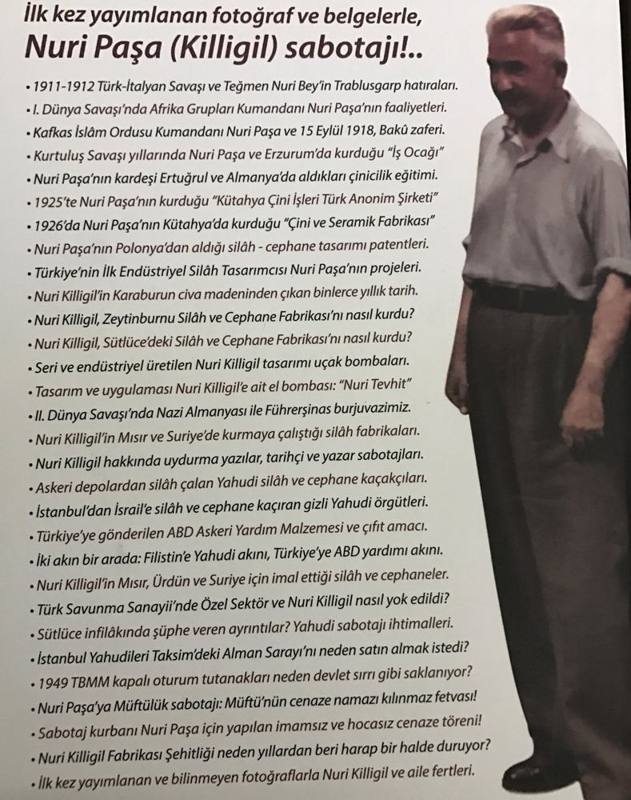 İlk kez yayımlanan fotoğraf ve belgelerle,
Nuri Paşa (Killigil) sabotajı!..
• 1911-1912 Türk-İtalyan Savaşı ve Teğmen Nuri Bey'in Trablusgarp hatıraları.
• I. Dünya Savaşı'nda Afrika Grupları Kumandanı Nuri Paşa'nın faaliyetleri.
• Kafkas İslâm Ordusu Kumandanı Nuri Paşa ve 15 Eylül 1918, Bakû zaferi.
• Kurtuluş Savaşı yıllarında Nuri Paşa ve Erzurum'da kurduğu "İş Ocağı"
• Nuri Paşa'nın kardeşi Ertuğrul ve Almanya'da aldıkları çinicilik eğitimi.
• 1925'te Nuri Paşa'nın kurduğu "Kütahya Çini İşleri Türk Anonim Şirketi"
• 1926'da Nuri Paşa'nın Kütahya'da kurduğu "Çini ve Seramik Fabrikası"
• Nuri Paşa'nın Polonya'dan aldığı silâh - cephane tasarımı patentleri.
• Türkiye'nin İlk Endüstriyel Silâh Tasarımcısı Nuri Paşa'nın projeleri.
• Nuri Killigil'in Karaburun civa madeninden çıkan binlerce yıllık tarih.
• Nuri Killigil, Zeytinburnu Silâh ve Cephane Fabrikası'nı nasıl kurdu?
• Nuri Killigil, Sütlüce'deki Silâh ve Cephane Fabrikası'nı nasıl kurdu?
• Seri ve endüstriyel üretilen Nuri Killigil tasarımı uçak bombaları.
• Tasarım ve uygulaması Nuri Killigil'e ait el bombası: "Nuri Tevhit"
• II. Dünya Savaşı'nda Nazi Almanyası ile Führerşinas burjuvazimiz.
• Nuri Killigil'in Mısır ve Suriye'de kurmaya çalıştığı silâh fabrikaları.
• Nuri Killigil hakkında uydurma yazılar, tarihçi ve yazar sabotajları.
• Askeri depolardan silâh çalan Yahudi silâh ve cephane kaçakçıları.
• İstanbul'dan İsrail'e silâh ve cephane kaçıran gizli Yahudi örgütleri.
• Türkiye'ye gönderilen ABD Askeri Yardım Malzemesi ve çıfıt amacı.
• İki akın bir arada: Filistin'e Yahudi akını, Türkiye'ye ABD yardımı akını.
• Nuri Killigil'in Mısır, Ürdün ve Suriye için imal ettiği silâh ve cephaneler.
• Türk Savunma Sanayii'nde Özel Sektör ve Nuri Killigil nasıl yok edildi?
• Sütlüce infilâkında şüphe veren ayrıntılar? Yahudi sabotajı ihtimalleri.
• İstanbul Yahudileri Taksim'deki Alman Sarayı'nı neden satın almak istedi?
• 1949 TBMM kapalı oturum tutanakları neden devlet sırrı gibi saklanıyor?
• Nuri Paşa'ya Müftülük sabotajı: Müftü'nün cenaze namazı kılınmaz fetvası!
• Sabotaj kurbanı Nuri Paşa için yapılan imamsız ve hocasız cenaze töreni!
• Nuri Killigil Fabrikası Şehitliği neden yıllardan beri harap bir halde duruyor?
• İlk kez yayımlanan ve bilinmeyen fotoğraflarla Nuri Killigil ve aile fertleri.